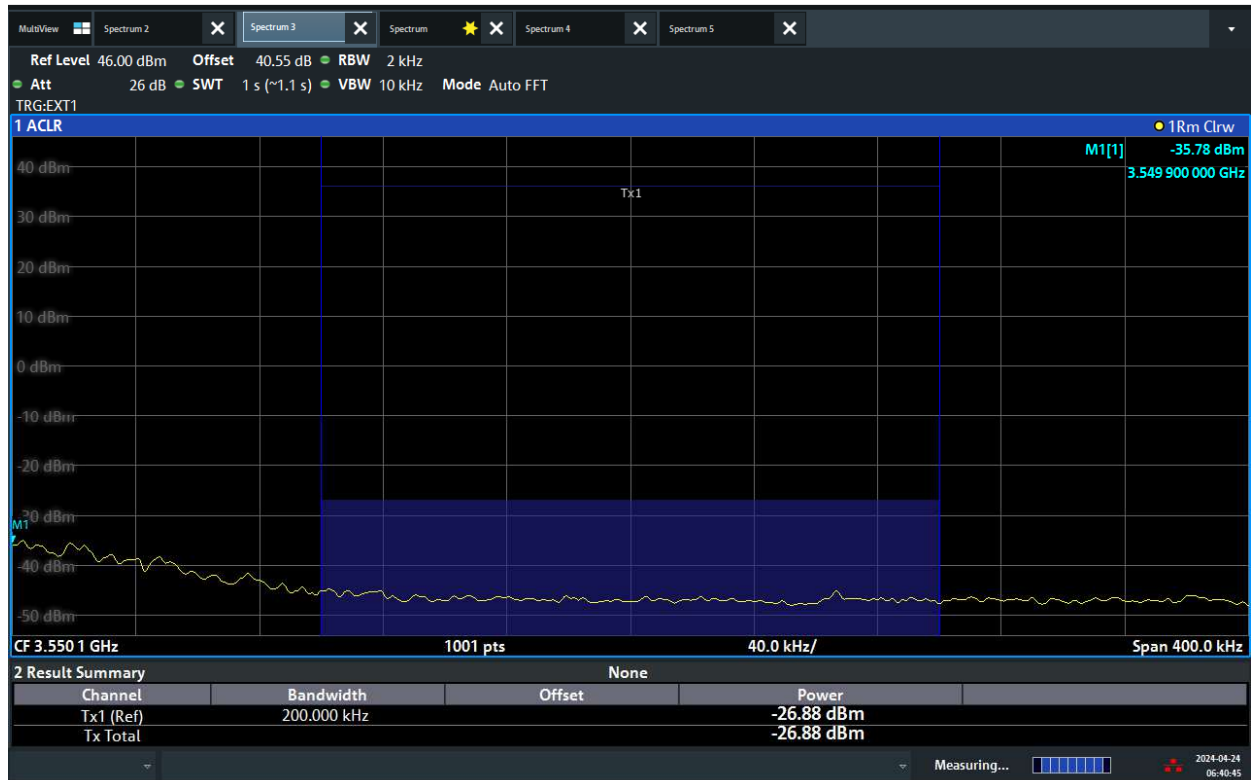 MultiView Spectrum 2 Spectrum 3 Spectrum Spectrum 4 Spectrum 5
Ref Level 46.00 dBm Offset 40.55 dB RBW 2 kHz
Att 26 dB SWT 1 s (~1.1 s) VBW 10 kHz Mode Auto FFT
TRG:EXT1
1 ACLR 1Rm Clrw
M1[1] -35.78 dBm
3.549 900 000 GHz
40 dBm
Tx1
30 dBm
20 dBm
10 dBm
0 dBm
-10 dBm
-20 dBm
-30 dBm
M1
-40 dBm
-50 dBm
CF 3.550 1 GHz 1001 pts 40.0 kHz/ Span 400.0 kHz
2 Result Summary None
Channel Bandwidth Offset Power
Tx1 (Ref) 200.000 kHz -26.88 dBm
Tx Total -26.88 dBm
Measuring... 2024-04-24
06:40:45